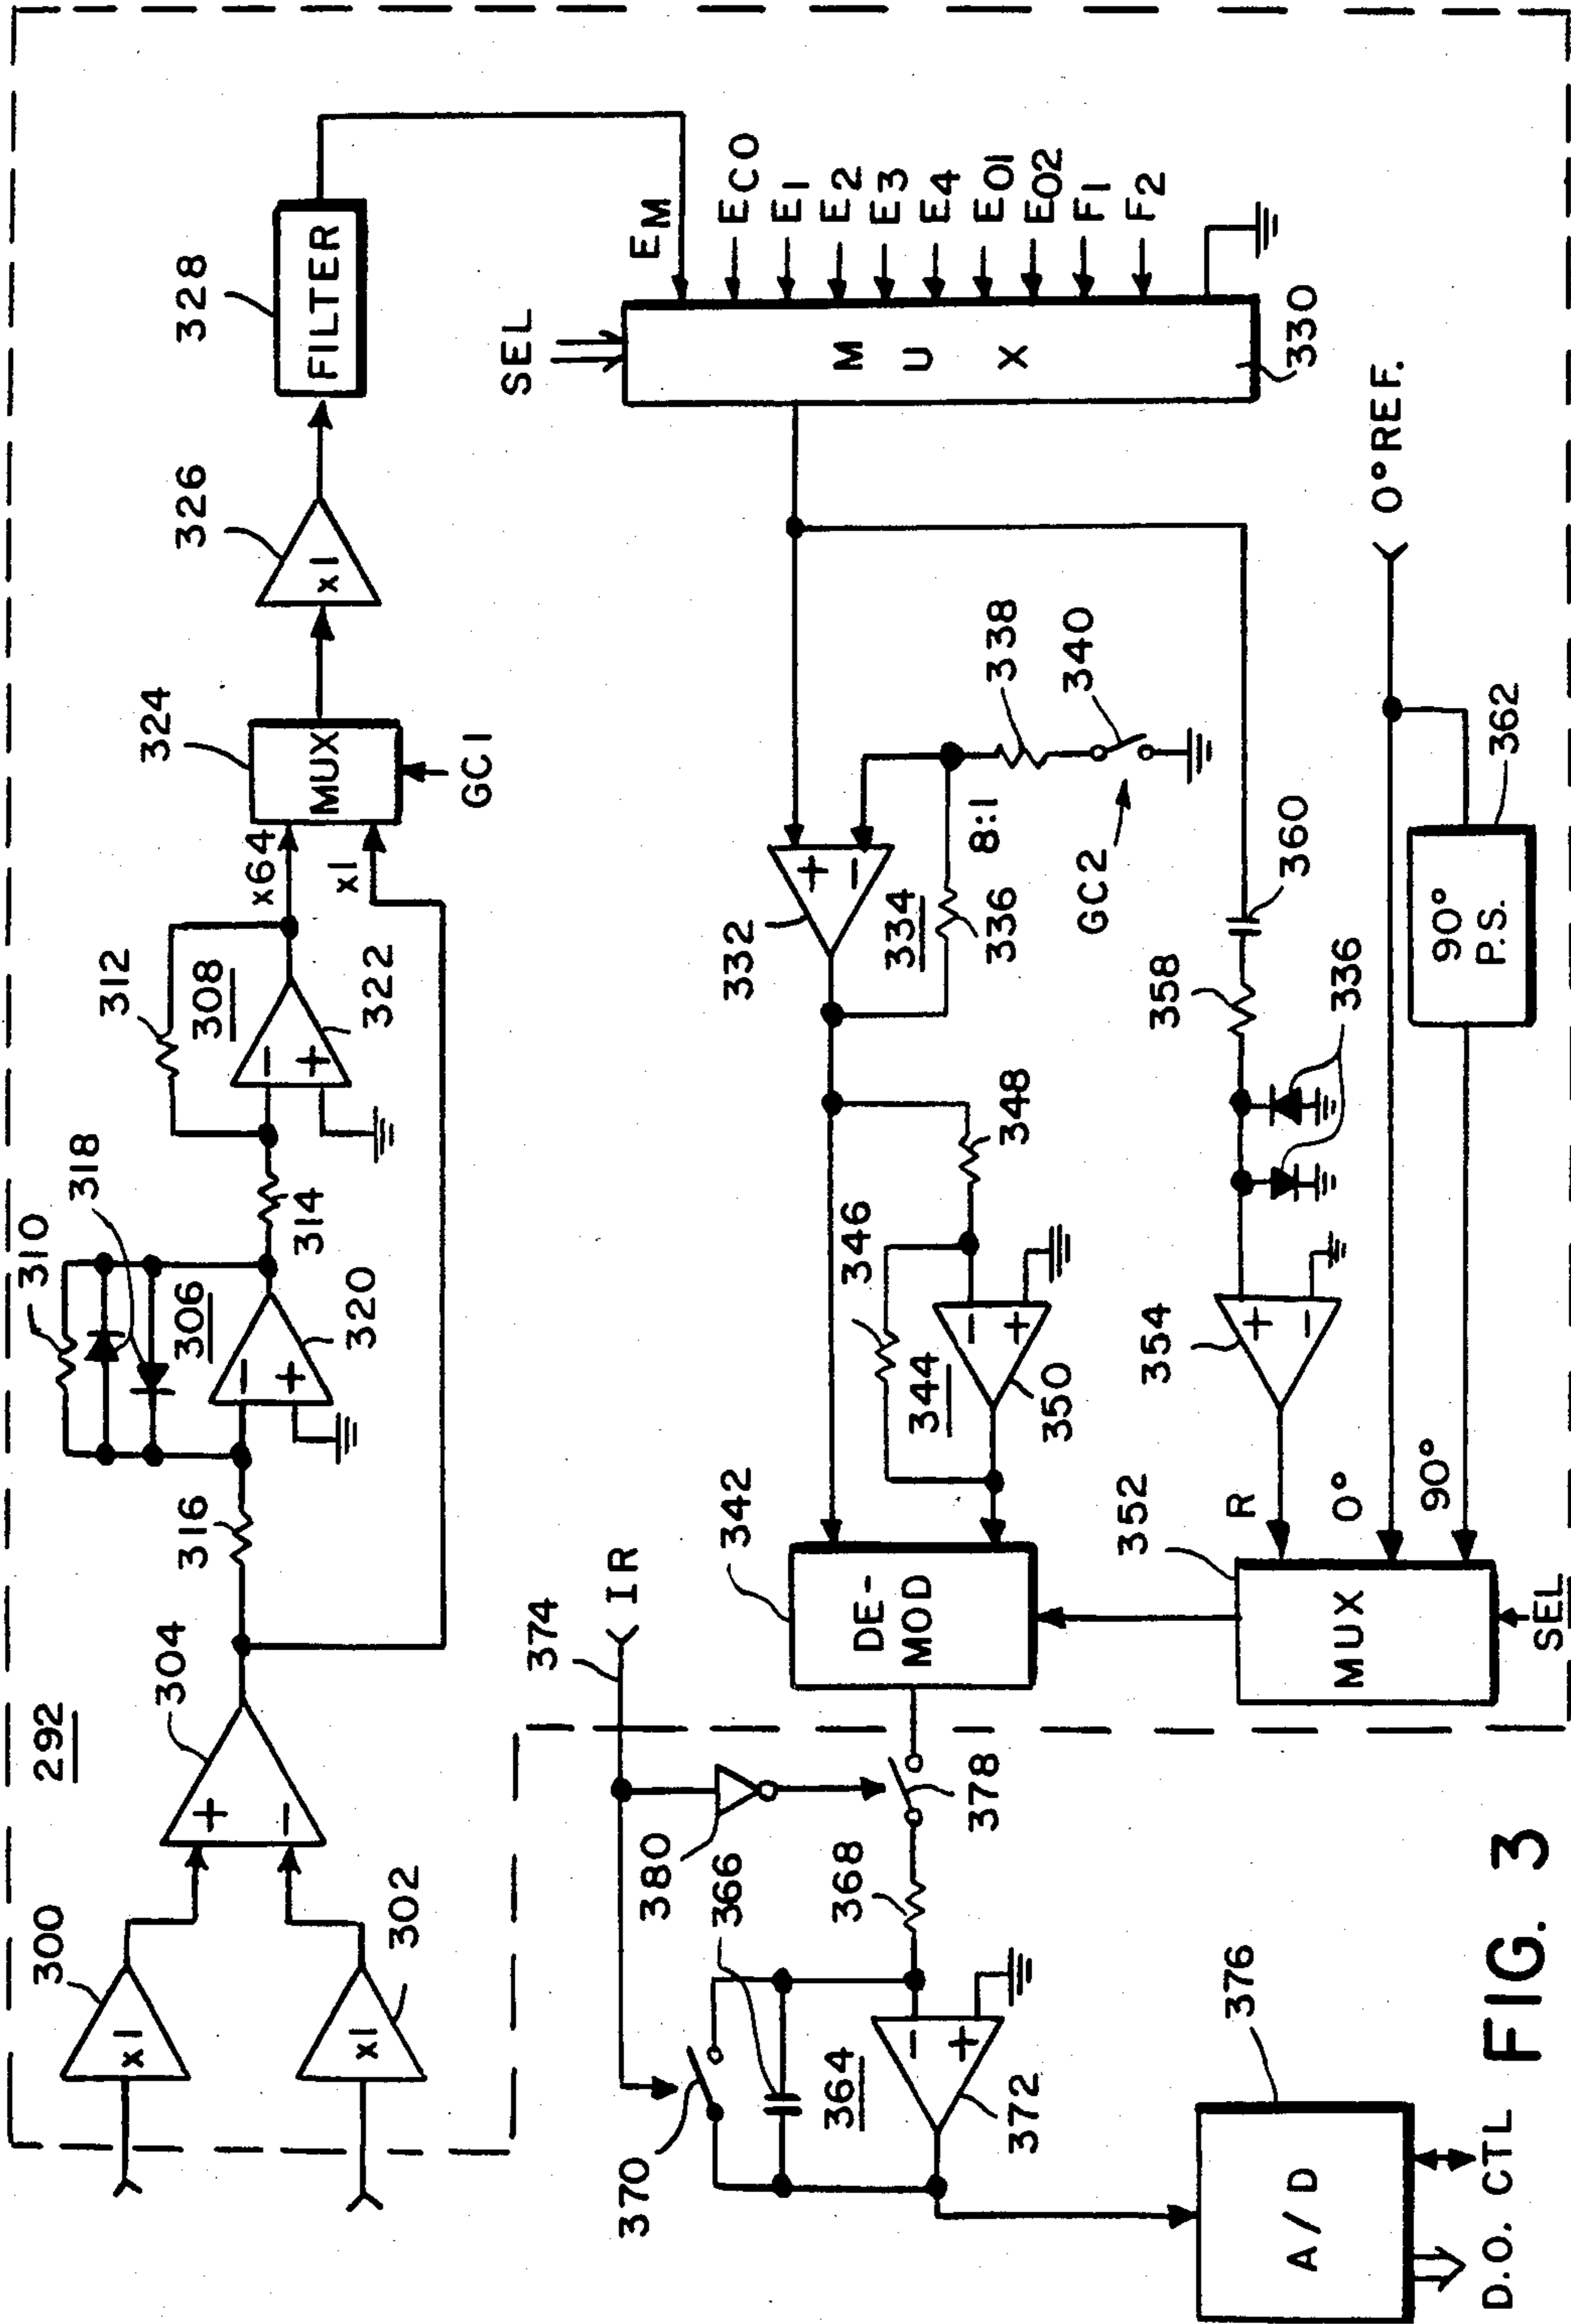 292
300
x1
302
x1
304
+
−
316
310
318
306
−
+
320
314
312
308
−
+
322
x64
x1
324
MUX
GC1
326
x1
328
FILTER
EM
ECO
E1
E2
E3
E4
EO1
EO2
F1
F2
SEL
MUX
330
332
+
−
334
336
8:1
338
340
GC2
348
346
344
−
+
350
342
DE-
MOD
360
358
336
354
+
−
R
0°
90°
0° REF.
90°
P.S.
362
352
MUX
SEL
IR
374
380
378
366
368
370
364
−
+
372
376
A/D
D.O.
CTL
FIG. 3